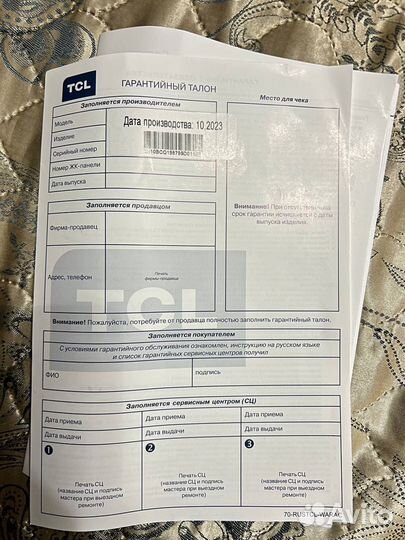 TCL
ГАРАНТИЙНЫЙ ТАЛОН
Заполняется производителем
Место для чека
Модель
Изделие
Серийный номер
Номер ЖК-панели
Дата выпуска
Дата производства: 10.2023
Внимание! При отсутствии чека
срок гарантии исчисляется с даты
выпуска изделия.
Заполняется продавцом
Фирма-продавец
Адрес, телефон
Печать
фирмы-продавца
TCL
Внимание! Пожалуйста, потребуйте от продавца полностью заполнить гарантийный талон.
Заполняется покупателем
С условиями гарантийного обслуживания ознакомлен, инструкцию на русском языке
и список гарантийных сервисных центров получил
ФИО
подпись
Заполняется сервисным центром (СЦ)
Дата приема
Дата приема
Дата приема
Дата выдачи
Дата выдачи
Дата выдачи
1
2
3
Печать СЦ
(название СЦ и подпись
мастера при выездном
ремонте)
Печать СЦ
(название СЦ и подпись
мастера при выездном
ремонте)
Печать СЦ
(название СЦ и подпись
мастера при выездном
ремонте)
70-RUSTCL-WARAC
Avito